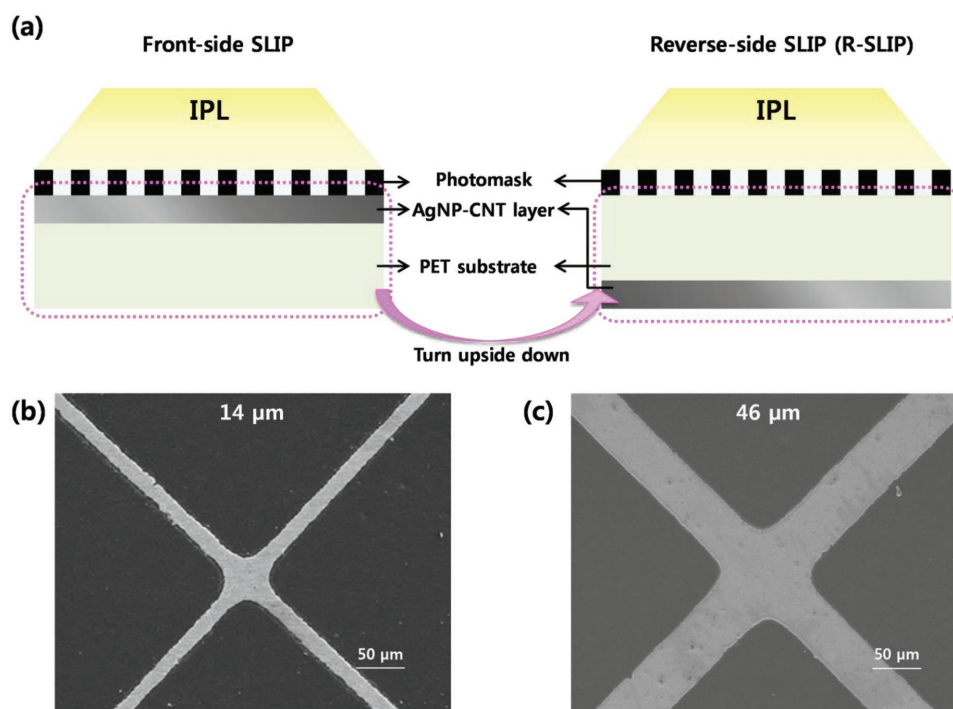 (a)
Front-side SLIP
Reverse-side SLIP (R-SLIP)
IPL
IPL
Photomask
AgNP-CNT layer
PET substrate
Turn upside down
(b)
14 μm
50 μm
(c)
46 μm
50 μm